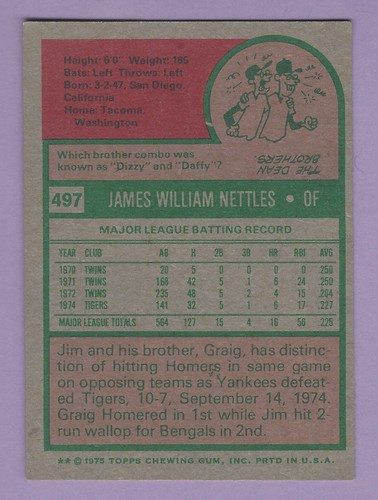 Height: 6'0" Weight: 186
Bats: Left Throws: Left
Born: 3-2-47, San Diego,
California
Home: Tacoma,
Washington
Which brother combo was
known as "Dizzy" and "Daffy"?
THE DEAN
BROTHERS.
497 JAMES WILLIAM NETTLES • OF
MAJOR LEAGUE BATTING RECORD
YEAR CLUB AB H 2B 3B HR RBI AVG
1970 TWINS 20 5 0 0 0 0 .250
1971 TWINS 168 42 5 1 6 24 .250
1972 TWINS 235 48 5 2 4 15 .204
1974 TIGERS 141 32 5 1 6 17 .227
MAJOR LEAGUE TOTALS 564 127 15 4 16 56 .225
Jim and his brother, Graig, has distinc-
tion of hitting Homers in same game
on opposing teams as Yankees defeat-
ed Tigers, 10-7, September 14, 1974.
Graig Homered in 1st while Jim hit 2-
run wallop for Bengals in 2nd.
** © 1975 TOPPS CHEWING GUM, INC. PRTD IN U.S.A.